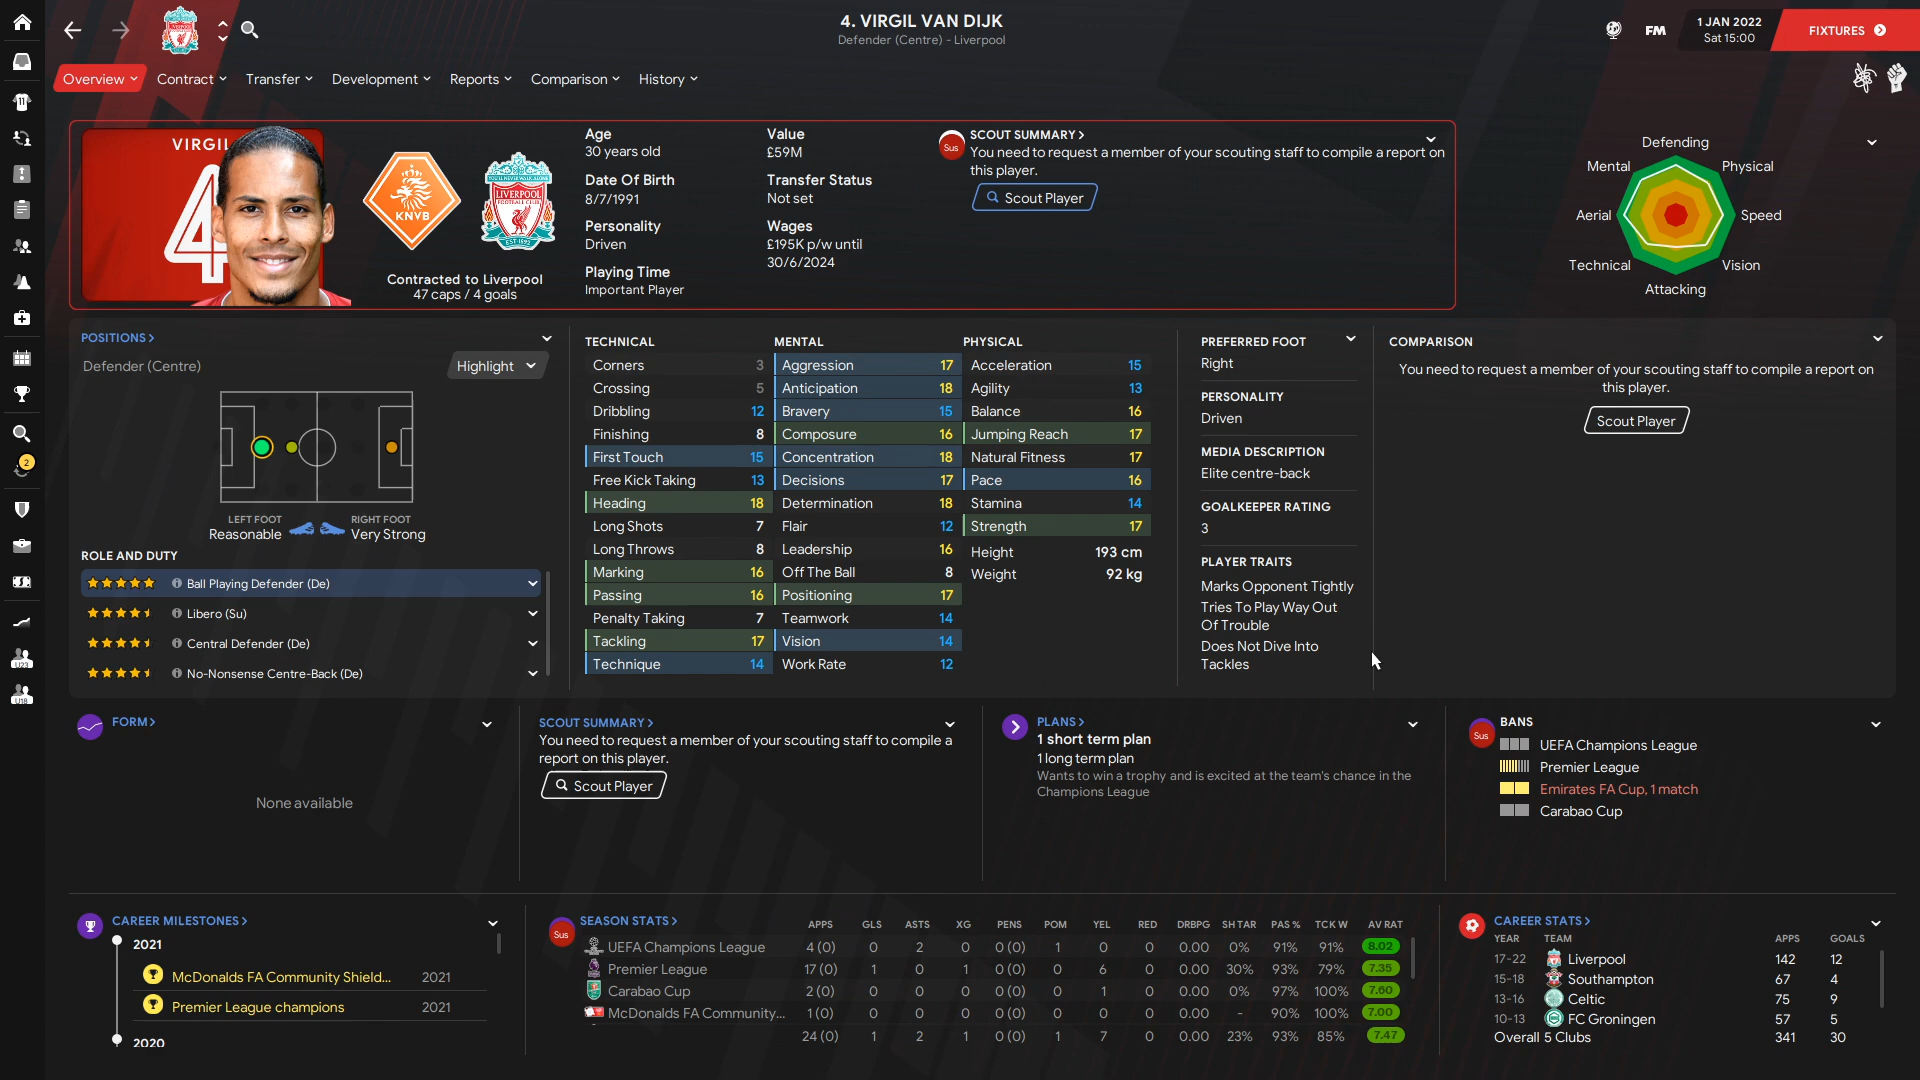 4. VIRGIL VAN DIJK
Defender (Centre) - Liverpool
FM
1 JAN 2022
Sat 15:00
FIXTURES
Overview
Contract
Transfer
Development
Reports
Comparison
History
VIRGIL
4
KNVB
YOU'LL NEVER WALK ALONE
LIVERPOOL
FOOTBALL CLUB
EST 1892
Contracted to Liverpool
47 caps / 4 goals
Age
30 years old
Date Of Birth
8/7/1991
Personality
Driven
Playing Time
Important Player
Value
£59M
Transfer Status
Not set
Wages
£195K p/w until
30/6/2024
Sus
SCOUT SUMMARY >
You need to request a member of your scouting staff to compile a report on
this player.
Scout Player
Defending
Mental
Physical
Aerial
Speed
Technical
Vision
Attacking
2
U23
U18
POSITIONS >
Defender (Centre)
Highlight
LEFT FOOT
Reasonable
RIGHT FOOT
Very Strong
ROLE AND DUTY
Ball Playing Defender (De)
Libero (Su)
Central Defender (De)
No-Nonsense Centre-Back (De)
TECHNICAL
Corners 3
Crossing 5
Dribbling 12
Finishing 8
First Touch 15
Free Kick Taking 13
Heading 18
Long Shots 7
Long Throws 8
Marking 16
Passing 16
Penalty Taking 7
Tackling 17
Technique 14
MENTAL
Aggression 17
Anticipation 18
Bravery 15
Composure 16
Concentration 18
Decisions 17
Determination 18
Flair 12
Leadership 16
Off The Ball 8
Positioning 17
Teamwork 14
Vision 14
Work Rate 12
PHYSICAL
Acceleration 15
Agility 13
Balance 16
Jumping Reach 17
Natural Fitness 17
Pace 16
Stamina 14
Strength 17
Height 193 cm
Weight 92 kg
PREFERRED FOOT
Right
PERSONALITY
Driven
MEDIA DESCRIPTION
Elite centre-back
GOALKEEPER RATING
3
PLAYER TRAITS
Marks Opponent Tightly
Tries To Play Way Out
Of Trouble
Does Not Dive Into
Tackles
COMPARISON
You need to request a member of your scouting staff to compile a report on
this player.
Scout Player
FORM >
None available
SCOUT SUMMARY >
You need to request a member of your scouting staff to compile a
report on this player.
Scout Player
PLANS >
1 short term plan
1 long term plan
Wants to win a trophy and is excited at the team's chance in the
Champions League
Sus
BANS
UEFA Champions League
Premier League
Emirates FA Cup, 1 match
Carabao Cup
CAREER MILESTONES >
2021
McDonalds FA Community Shield... 2021
Premier League champions 2021
2020
Sus
SEASON STATS > APPS GLS ASTS XG PENS POM YEL RED DRBPG SH TAR PAS % TCK W AV RAT
UEFA Champions League 4 (0) 0 2 0 0 (0) 1 0 0 0.00 0% 91% 91% 8.02
Premier League 17 (0) 1 0 1 0 (0) 0 6 0 0.00 30% 93% 79% 7.35
Carabao Cup 2 (0) 0 0 0 0 (0) 0 1 0 0.00 0% 97% 100% 7.60
McDonalds FA Community... 1 (0) 0 0 0 0 (0) 0 0 0 0.00 - 90% 100% 7.00
24 (0) 1 2 1 0 (0) 1 7 0 0.00 23% 93% 85% 7.47
CAREER STATS >
YEAR TEAM APPS GOALS
17-22 Liverpool 142 12
15-18 Southampton 67 4
13-16 Celtic 75 9
10-13 FC Groningen 57 5
Overall 5 Clubs 341 30